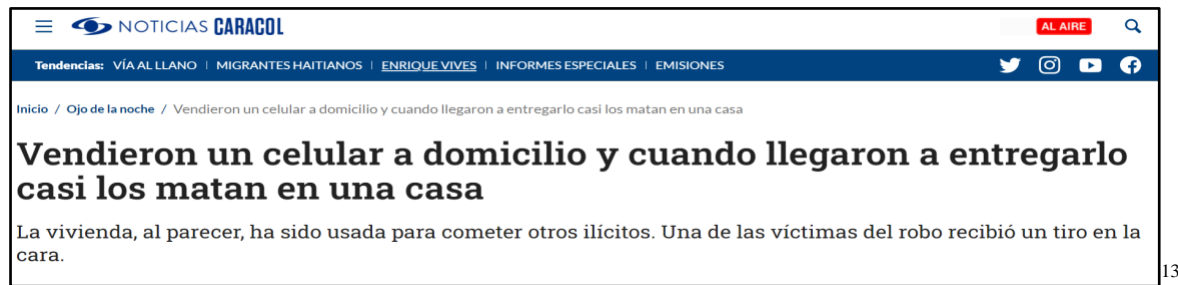 NOTICIAS CARACOL AL AIRE
Tendencias: VÍA AL LLANO | MIGRANTES HAITIANOS | ENRIQUE VIVES | INFORMES ESPECIALES | EMISIONES
Inicio / Ojo de la noche / Vendieron un celular a domicilio y cuando llegaron a entregarlo casi los matan en una casa
Vendieron un celular a domicilio y cuando llegaron a entregarlo
casi los matan en una casa
La vivienda, al parecer, ha sido usada para cometer otros ilícitos. Una de las víctimas del robo recibió un tiro en la
cara.
13